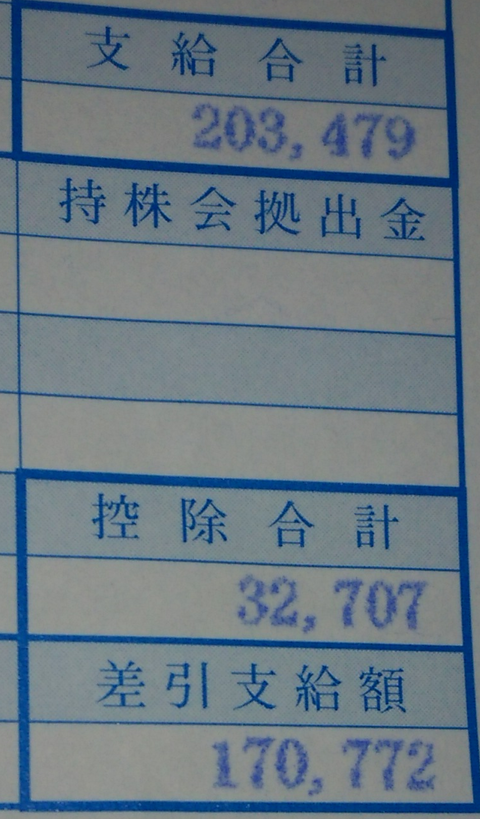 支給合計
203,479
持株会拠出金
控除合計
32,707
差引支給額
170,772